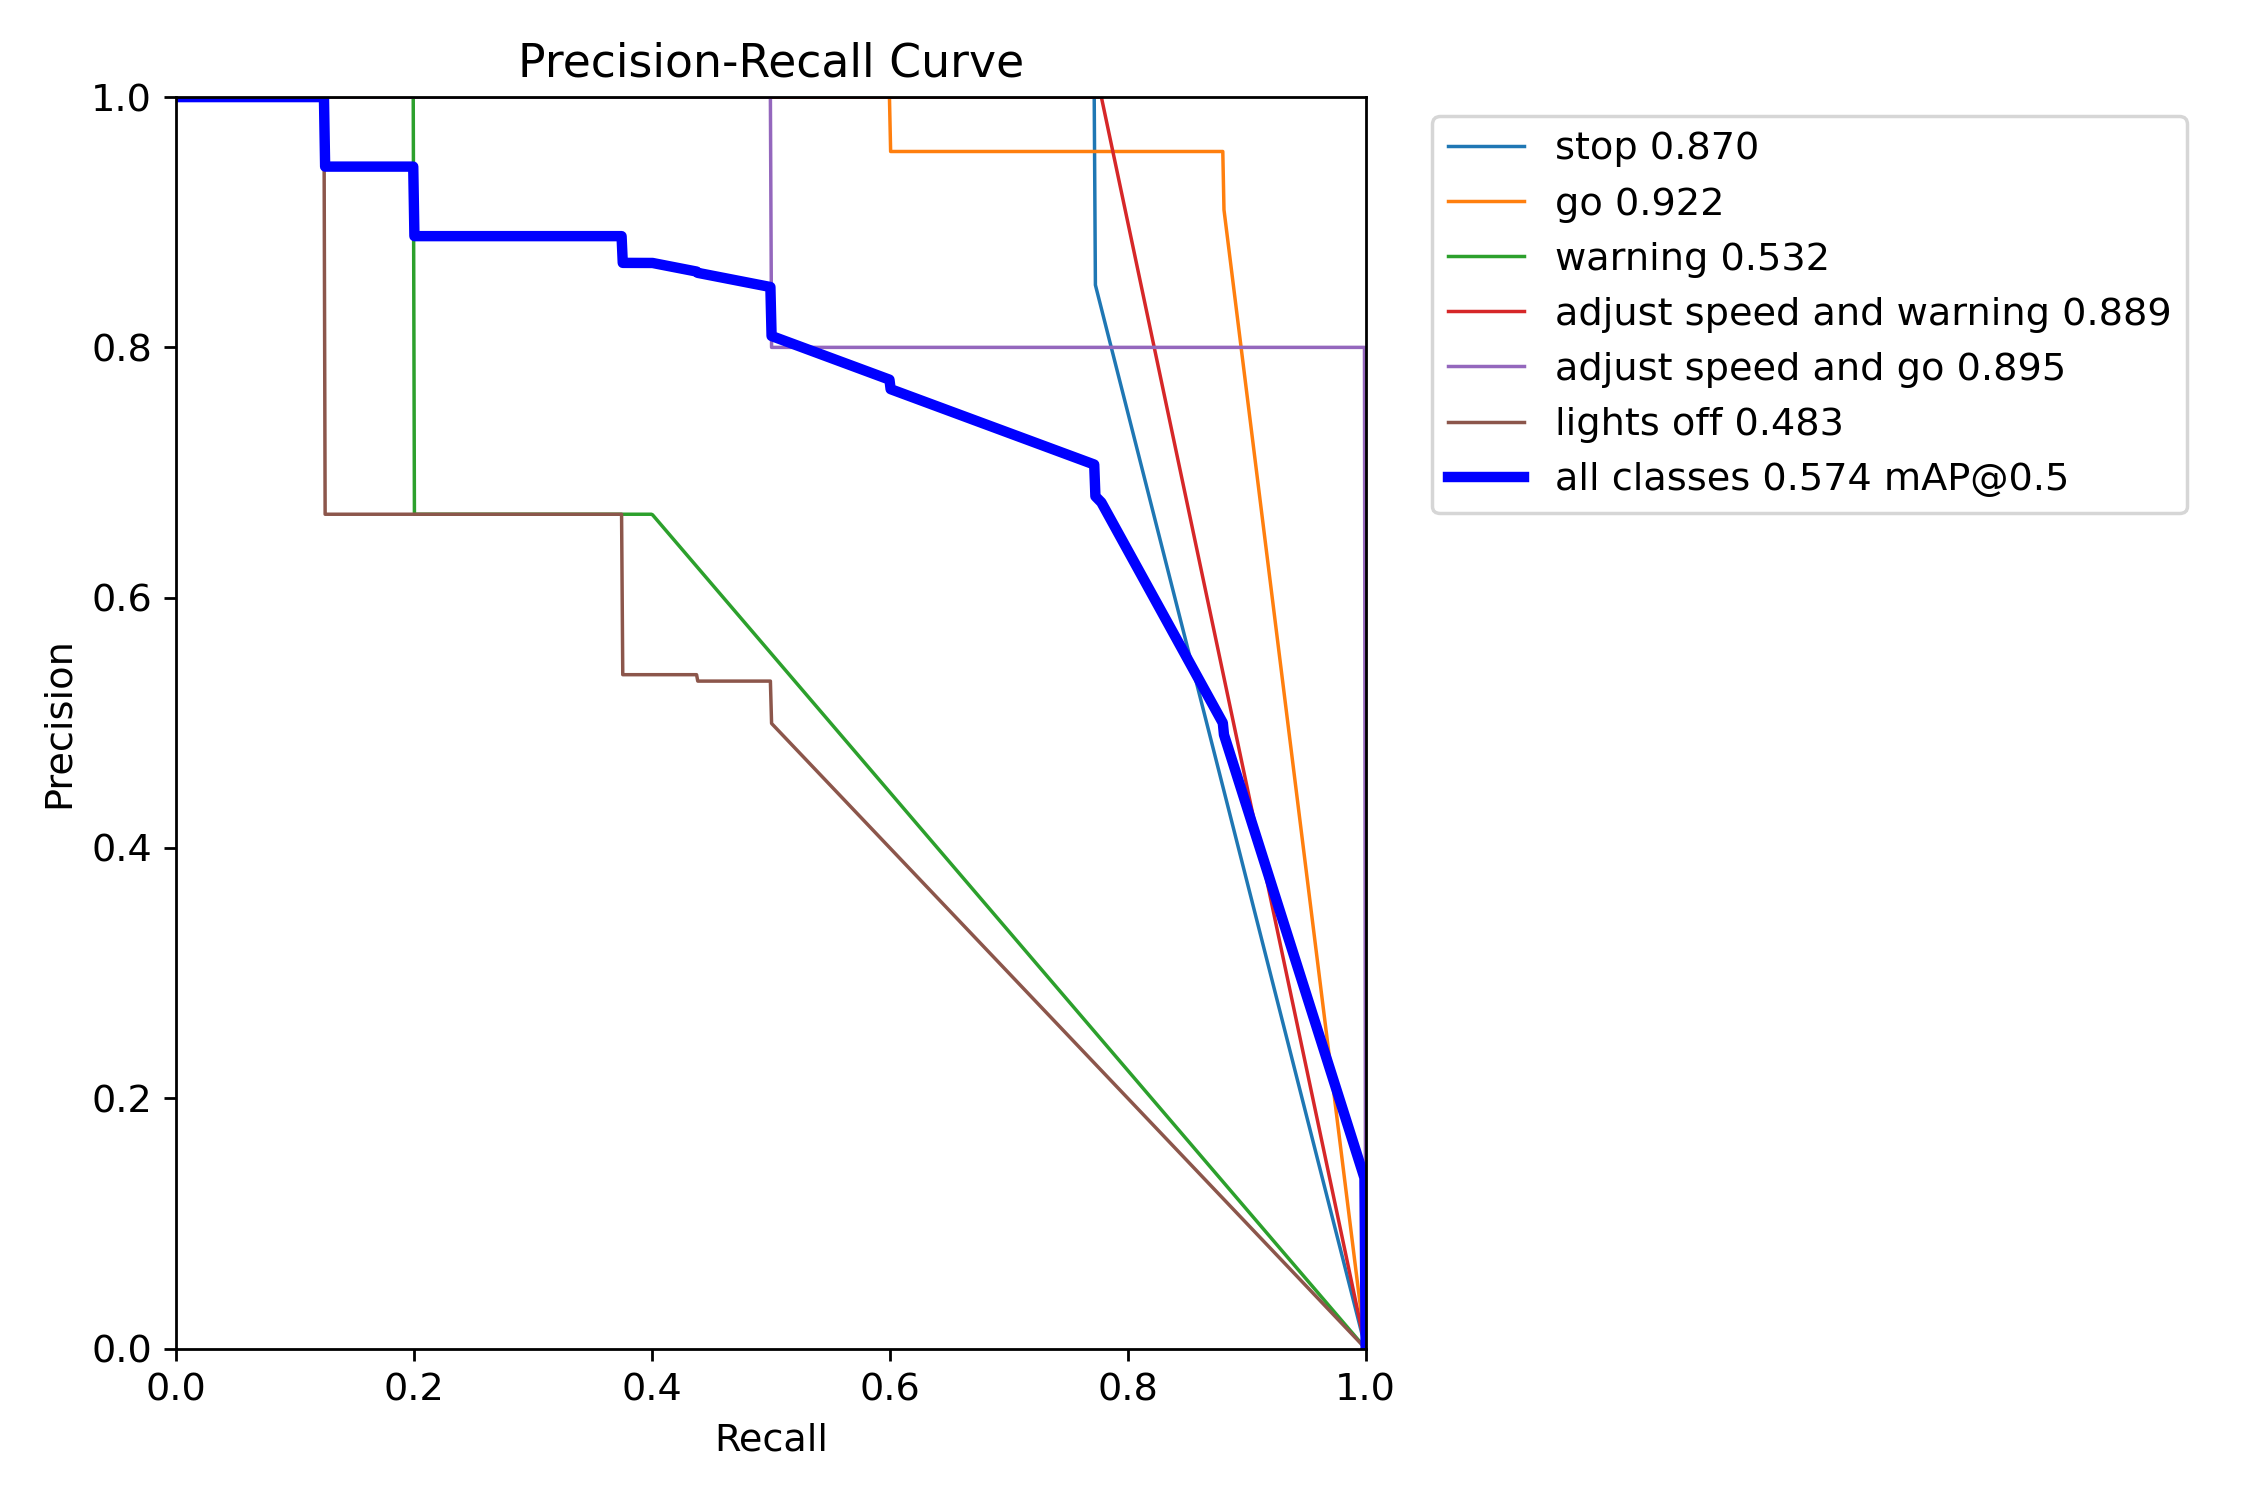 Precision-Recall Curve
1.0
0.8
0.6
0.4
0.2
0.0
Precision
0.0 0.2 0.4 0.6 0.8 1.0
Recall
stop 0.870
go 0.922
warning 0.532
adjust speed and warning 0.889
adjust speed and go 0.895
lights off 0.483
all classes 0.574 mAP@0.5